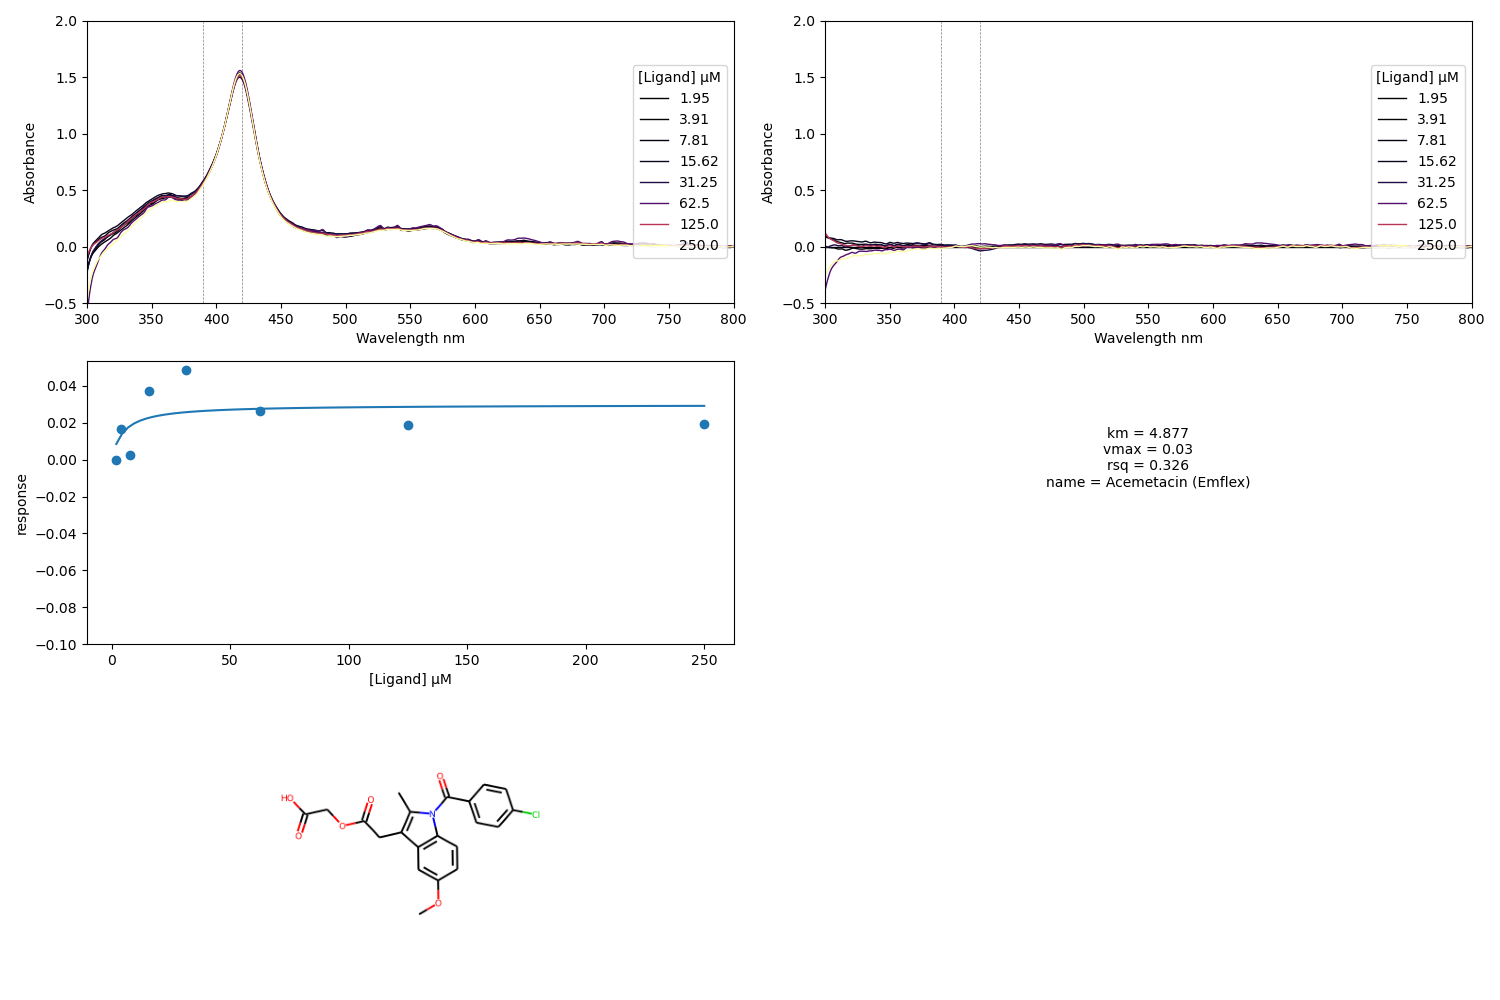 2.0
1.5
1.0
0.5
0.0
−0.5
Absorbance
300 350 400 450 500 550 600 650 700 750 800
Wavelength nm
[Ligand] µM
1.95
3.91
7.81
15.62
31.25
62.5
125.0
250.0
2.0
1.5
1.0
0.5
0.0
−0.5
Absorbance
300 350 400 450 500 550 600 650 700 750 800
Wavelength nm
[Ligand] µM
1.95
3.91
7.81
15.62
31.25
62.5
125.0
250.0
0.04
0.02
0.00
−0.02
−0.04
−0.06
−0.08
−0.10
response
0 50 100 150 200 250
[Ligand] µM
km = 4.877
vmax = 0.03
rsq = 0.326
name = Acemetacin (Emflex)
O
HO
O
N
Cl
O
O
O